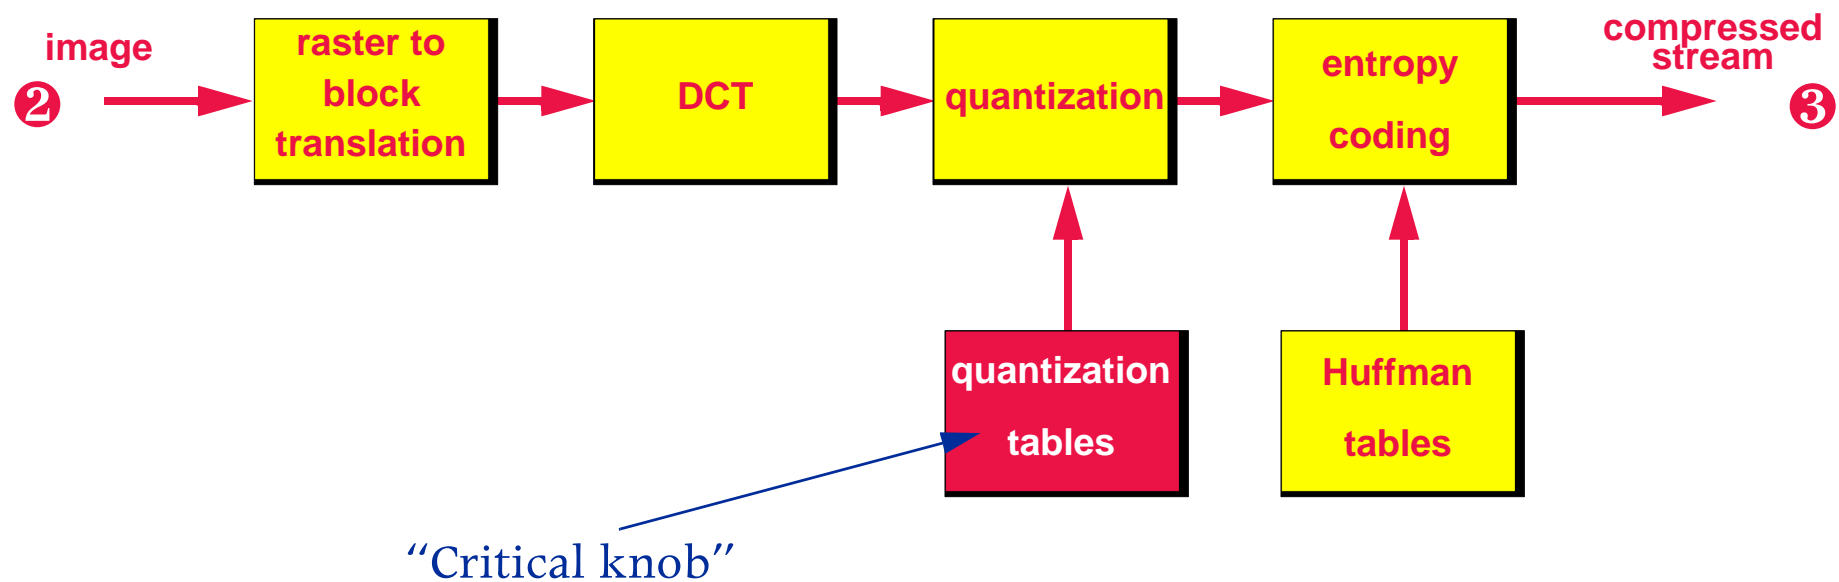 image
❷
raster to
block
translation
DCT
quantization
entropy
coding
compressed
stream
❸
quantization
tables
Huffman
tables
“Critical knob”